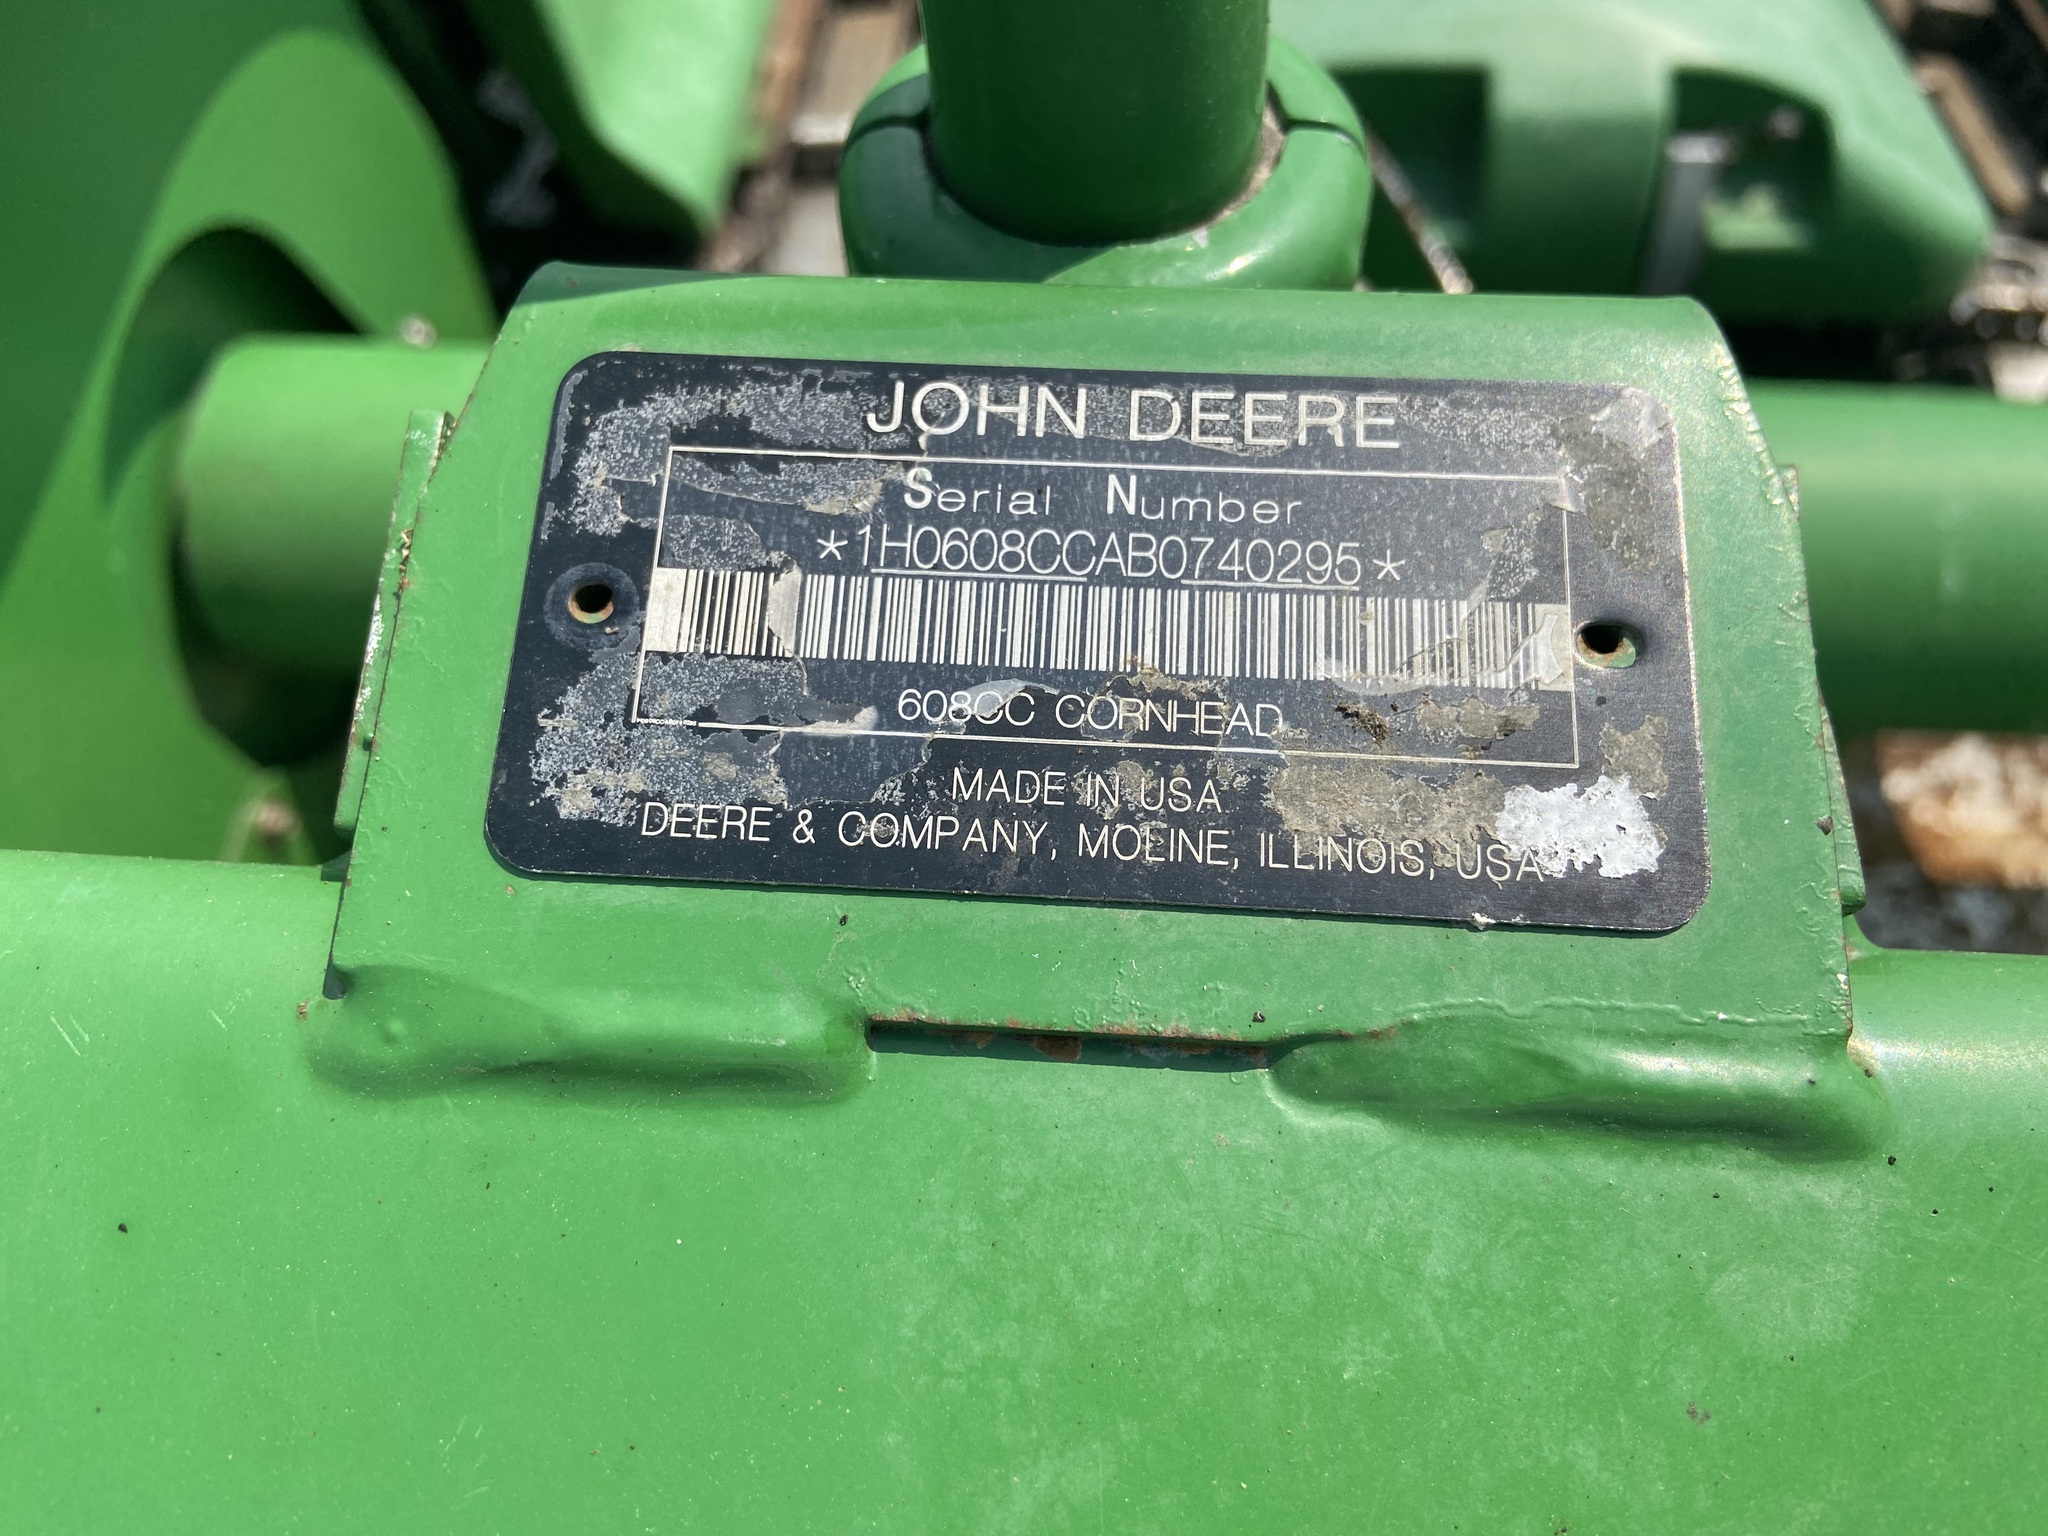 JOHN DEERE
Serial Number
*1H0608CCAB0740295*
608CC CORNHEAD
MADE IN USA
DEERE & COMPANY, MOLINE, ILLINOIS, USA